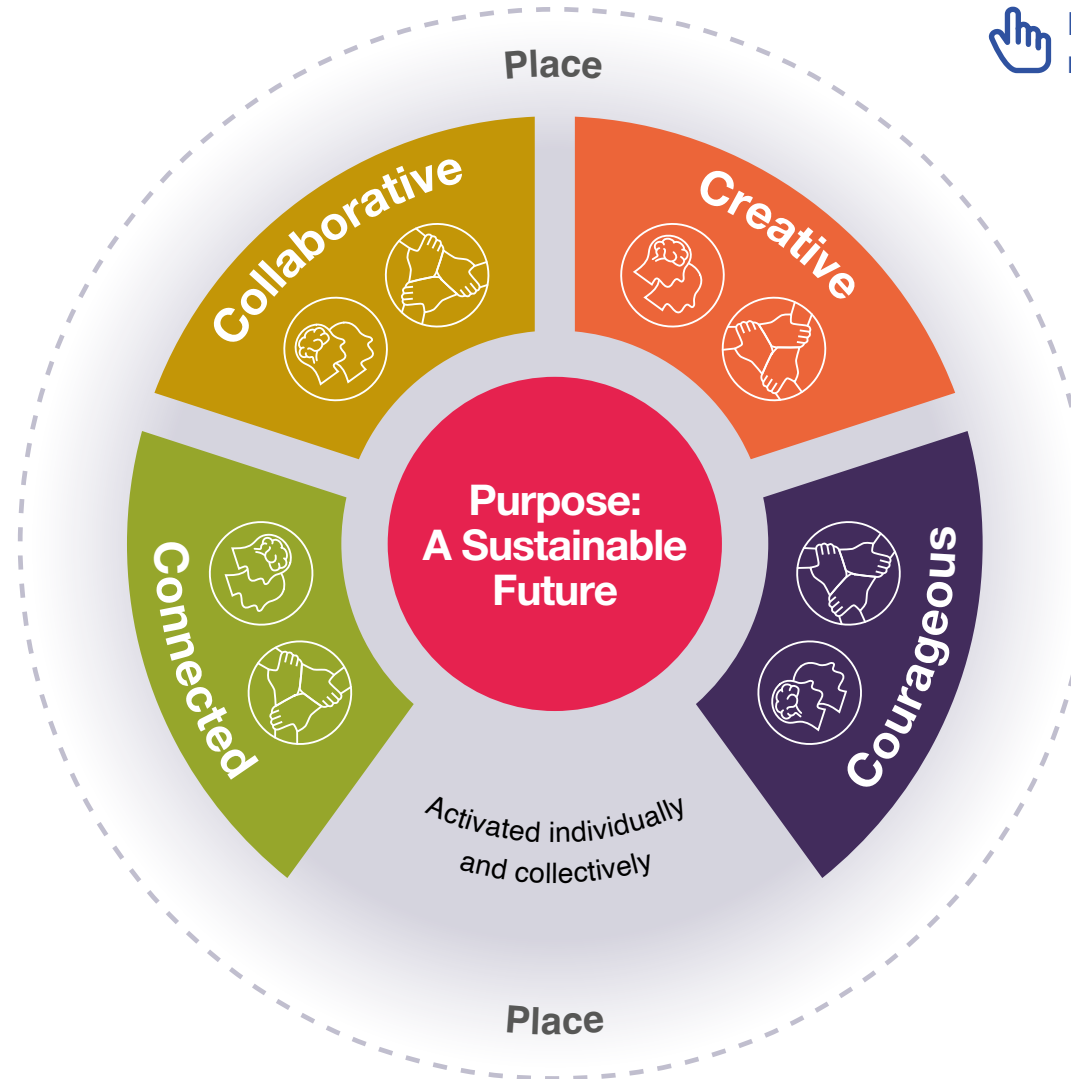 Place
Collaborative
Creative
Connected
Purpose:
A Sustainable
Future
Courageous
Activated individually
and collectively
Place